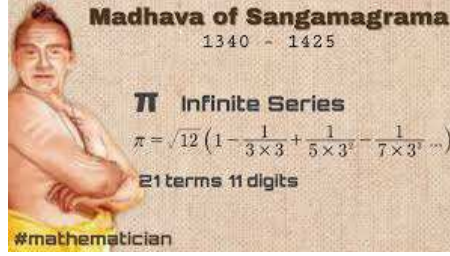 Madhava of Sangamagrama
1340 - 1425
π Infinite Series
π = √12 (1 − 1/(3 × 3) + 1/(5 × 3²) − 1/(7 × 3³) ...)
21 terms 11 digits
#mathematician